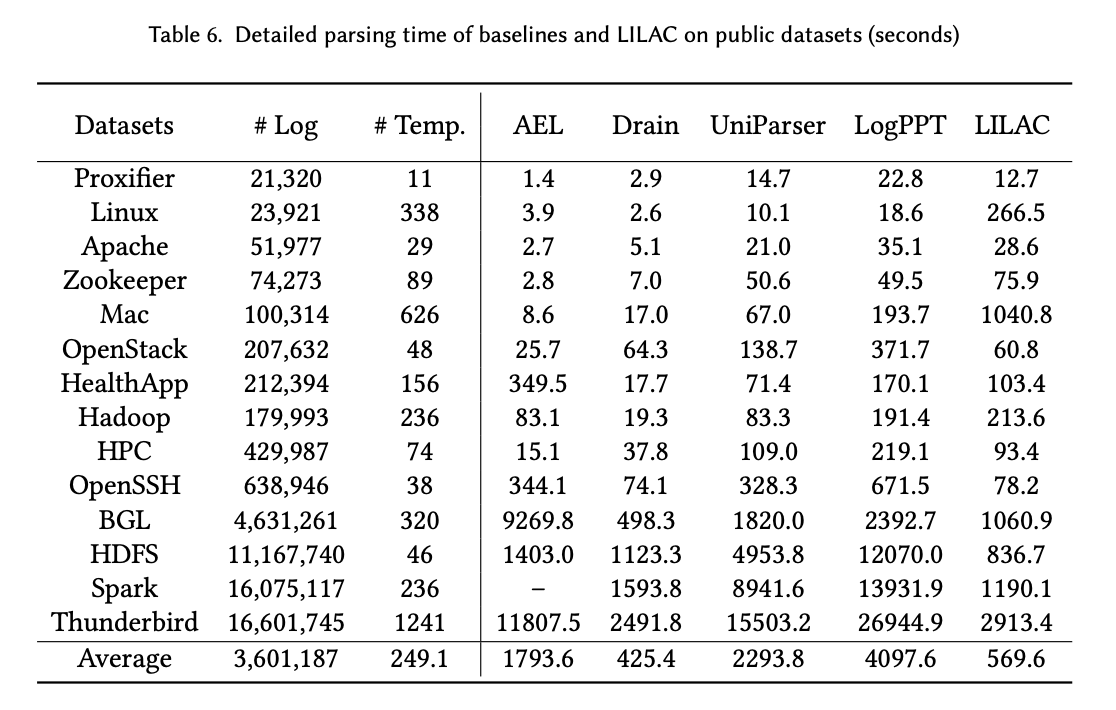 Table 6. Detailed parsing time of baselines and LILAC on public datasets (seconds)
Datasets # Log # Temp. AEL Drain UniParser LogPPT LILAC
Proxifier 21,320 11 1.4 2.9 14.7 22.8 12.7
Linux 23,921 338 3.9 2.6 10.1 18.6 266.5
Apache 51,977 29 2.7 5.1 21.0 35.1 28.6
Zookeeper 74,273 89 2.8 7.0 50.6 49.5 75.9
Mac 100,314 626 8.6 17.0 67.0 193.7 1040.8
OpenStack 207,632 48 25.7 64.3 138.7 371.7 60.8
HealthApp 212,394 156 349.5 17.7 71.4 170.1 103.4
Hadoop 179,993 236 83.1 19.3 83.3 191.4 213.6
HPC 429,987 74 15.1 37.8 109.0 219.1 93.4
OpenSSH 638,946 38 344.1 74.1 328.3 671.5 78.2
BGL 4,631,261 320 9269.8 498.3 1820.0 2392.7 1060.9
HDFS 11,167,740 46 1403.0 1123.3 4953.8 12070.0 836.7
Spark 16,075,117 236 – 1593.8 8941.6 13931.9 1190.1
Thunderbird 16,601,745 1241 11807.5 2491.8 15503.2 26944.9 2913.4
Average 3,601,187 249.1 1793.6 425.4 2293.8 4097.6 569.6